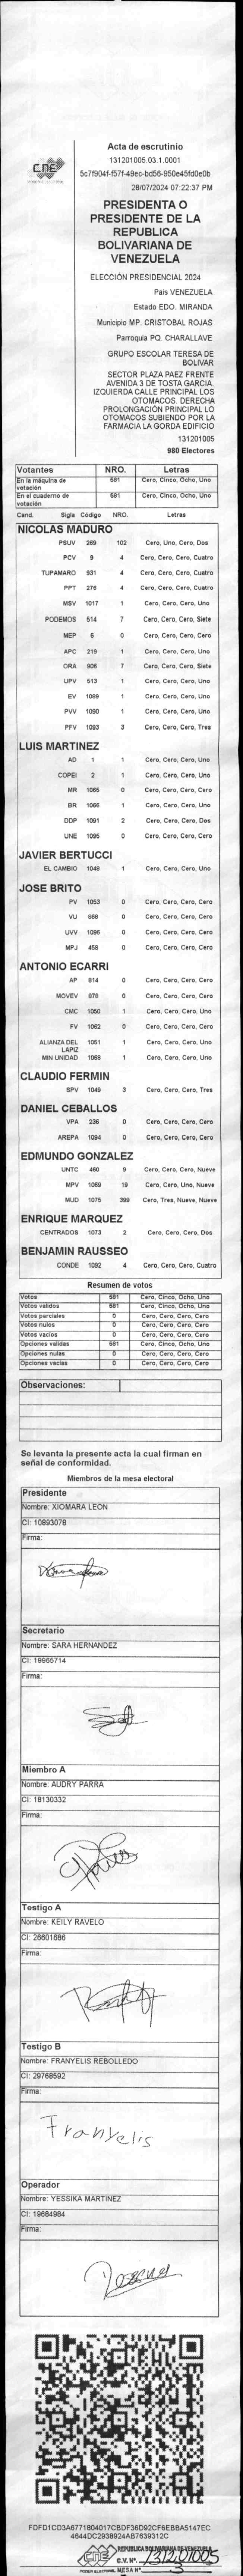 CNE
PODER ELECTORAL
Acta de escrutinio
131201005.03.1.0001
5c7f904f-f57f-49ec-bd56-950e45fd0e0b
28/07/2024 07:22:37 PM
PRESIDENTA O
PRESIDENTE DE LA
REPUBLICA
BOLIVARIANA DE
VENEZUELA
ELECCIÓN PRESIDENCIAL 2024
Pais VENEZUELA
Estado EDO. MIRANDA
Municipio MP. CRISTOBAL ROJAS
Parroquia PQ. CHARALLAVE
GRUPO ESCOLAR TERESA DE
BOLIVAR
SECTOR PLAZA PAEZ FRENTE
AVENIDA 3 DE TOSTA GARCIA.
IZQUIERDA CALLE PRINCIPAL LOS
OTOMACOS. DERECHA
PROLONGACIÓN PRINCIPAL LO
OTOMACOS SUBIENDO POR LA
FARMACIA LA GORDA EDIFICIO
131201005
980 Electores
Votantes NRO. Letras
En la máquina de votación 581 Cero, Cinco, Ocho, Uno
En el cuaderno de votación 581 Cero, Cinco, Ocho, Uno
Cand. Sigla Código NRO. Letras
NICOLAS MADURO
PSUV 269 102 Cero, Uno, Cero, Dos
PCV 9 4 Cero, Cero, Cero, Cuatro
TUPAMARO 931 4 Cero, Cero, Cero, Cuatro
PPT 276 4 Cero, Cero, Cero, Cuatro
MSV 1017 1 Cero, Cero, Cero, Uno
PODEMOS 514 7 Cero, Cero, Cero, Siete
MEP 6 0 Cero, Cero, Cero, Cero
APC 219 1 Cero, Cero, Cero, Uno
ORA 906 7 Cero, Cero, Cero, Siete
UPV 513 1 Cero, Cero, Cero, Uno
EV 1089 1 Cero, Cero, Cero, Uno
PVV 1090 1 Cero, Cero, Cero, Uno
PFV 1093 3 Cero, Cero, Cero, Tres
LUIS MARTINEZ
AD 1 1 Cero, Cero, Cero, Uno
COPEI 2 1 Cero, Cero, Cero, Uno
MR 1065 0 Cero, Cero, Cero, Cero
BR 1066 1 Cero, Cero, Cero, Uno
DDP 1091 2 Cero, Cero, Cero, Dos
UNE 1095 0 Cero, Cero, Cero, Cero
JAVIER BERTUCCI
EL CAMBIO 1048 1 Cero, Cero, Cero, Uno
JOSE BRITO
PV 1053 0 Cero, Cero, Cero, Cero
VU 868 0 Cero, Cero, Cero, Cero
UVV 1096 0 Cero, Cero, Cero, Cero
MPJ 458 0 Cero, Cero, Cero, Cero
ANTONIO ECARRI
AP 814 0 Cero, Cero, Cero, Cero
MOVEV 878 0 Cero, Cero, Cero, Cero
CMC 1050 1 Cero, Cero, Cero, Uno
FV 1062 0 Cero, Cero, Cero, Cero
ALIANZA DEL LAPIZ 1051 1 Cero, Cero, Cero, Uno
MIN UNIDAD 1068 1 Cero, Cero, Cero, Uno
CLAUDIO FERMIN
SPV 1049 3 Cero, Cero, Cero, Tres
DANIEL CEBALLOS
VPA 236 0 Cero, Cero, Cero, Cero
AREPA 1094 0 Cero, Cero, Cero, Cero
EDMUNDO GONZALEZ
UNTC 460 9 Cero, Cero, Cero, Nueve
MPV 1069 19 Cero, Cero, Uno, Nueve
MUD 1075 399 Cero, Tres, Nueve, Nueve
ENRIQUE MARQUEZ
CENTRADOS 1073 2 Cero, Cero, Cero, Dos
BENJAMIN RAUSSEO
CONDE 1092 4 Cero, Cero, Cero, Cuatro
Resumen de votos
Votos 581 Cero, Cinco, Ocho, Uno
Votos validos 581 Cero, Cinco, Ocho, Uno
Votos parciales 0 Cero, Cero, Cero, Cero
Votos nulos 0 Cero, Cero, Cero, Cero
Votos vacios 0 Cero, Cero, Cero, Cero
Opciones validas 581 Cero, Cinco, Ocho, Uno
Opciones nulas 0 Cero, Cero, Cero, Cero
Opciones vacias 0 Cero, Cero, Cero, Cero
Observaciones:
Se levanta la presente acta la cual firman en
señal de conformidad.
Miembros de la mesa electoral
Presidente
Nombre: XIOMARA LEON
CI: 10893078
Firma:
Secretario
Nombre: SARA HERNANDEZ
CI: 19965714
Firma:
Miembro A
Nombre: AUDRY PARRA
CI: 18130332
Firma:
Testigo A
Nombre: KEILY RAVELO
CI: 26601686
Firma:
Testigo B
Nombre: FRANYELIS REBOLLEDO
CI: 29768592
Firma:
Franyelis
Operador
Nombre: YESSIKA MARTINEZ
CI: 19684984
Firma:
FDFD1C03A6771804017CBDF36D92CF6EBBA5147EC
4644DC2938924AB7639312C
CNE
PODER ELECTORAL
REPUBLICA BOLIVARIANA DE VENEZUELA
C.V. Nº. 131201005
MESA Nº 3